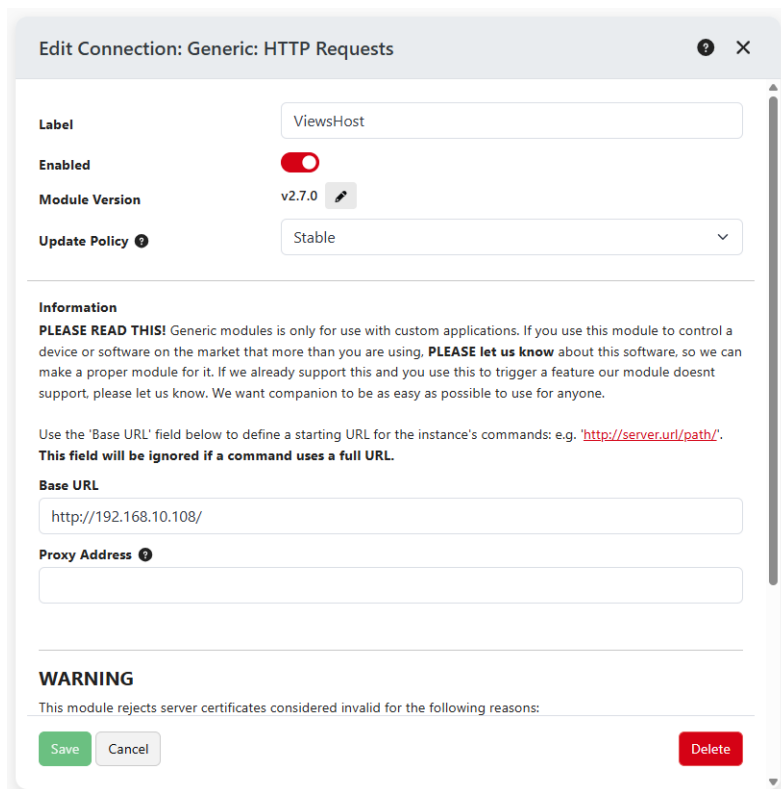 Edit Connection: Generic: HTTP Requests
Label
ViewsHost
Enabled
Module Version
v2.7.0
Update Policy
Stable
Information
PLEASE READ THIS! Generic modules is only for use with custom applications. If you use this module to control a
device or software on the market that more than you are using, PLEASE let us know about this software, so we can
make a proper module for it. If we already support this and you use this to trigger a feature our module doesnt
support, please let us know. We want companion to be as easy as possible to use for anyone.
Use the 'Base URL' field below to define a starting URL for the instance's commands: e.g. 'http://server.url/path/'.
This field will be ignored if a command uses a full URL.
Base URL
http://192.168.10.108/
Proxy Address
WARNING
This module rejects server certificates considered invalid for the following reasons:
Save
Cancel
Delete